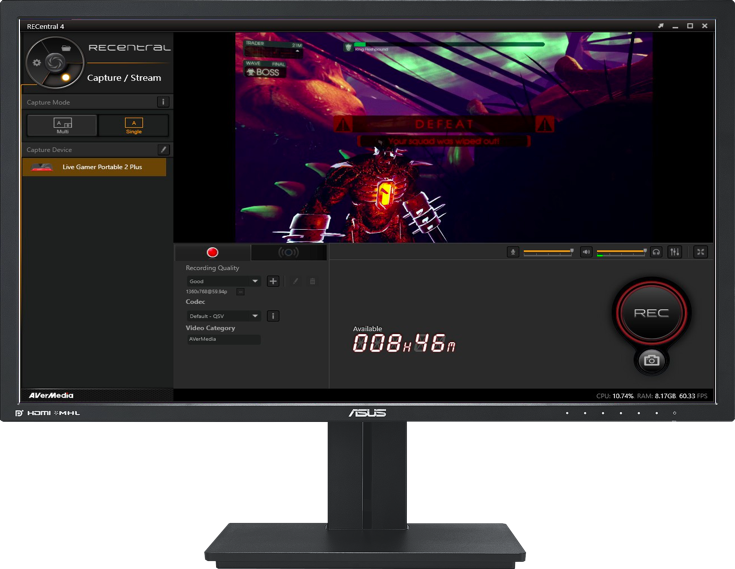 RECentral 4
RECENTRAL
Capture / Stream
Capture Mode
i
A
Multi
A
Single
Capture Device
Live Gamer Portable 2 Plus
WAVE FINAL
BOSS
DEFEAT
Your squad was wiped out!
Recording Quality
Good
Codec
Default - QSV
i
Video Category
AVerMedia
Available
008H46M
REC
AVerMedia
CPU: 10.74% RAM: 8.17GB 60.33 FPS
HDMI MHL
ASUS